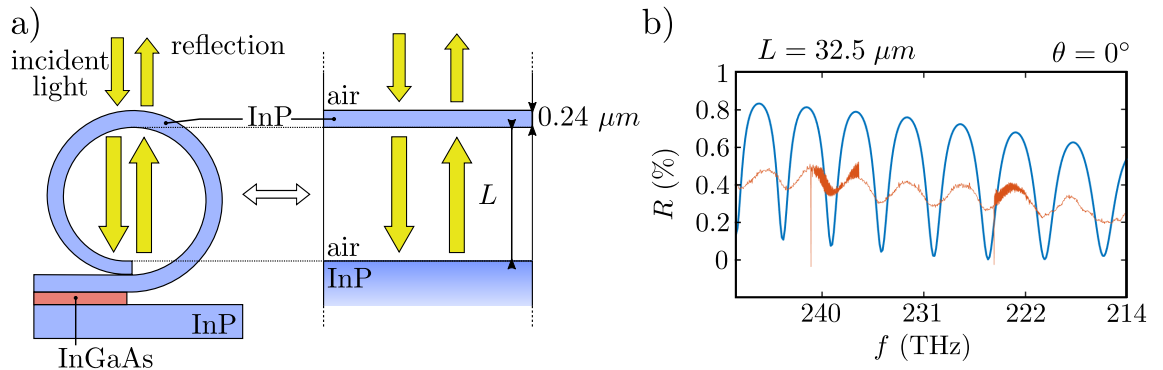 a)
incident
light
reflection
InP
air
0.24 μm
L
air
InP
InP
InGaAs
b)
L = 32.5 μm
θ = 0°
1
0.8
0.6
0.4
0.2
0
R (%)
240
231
222
214
f (THz)